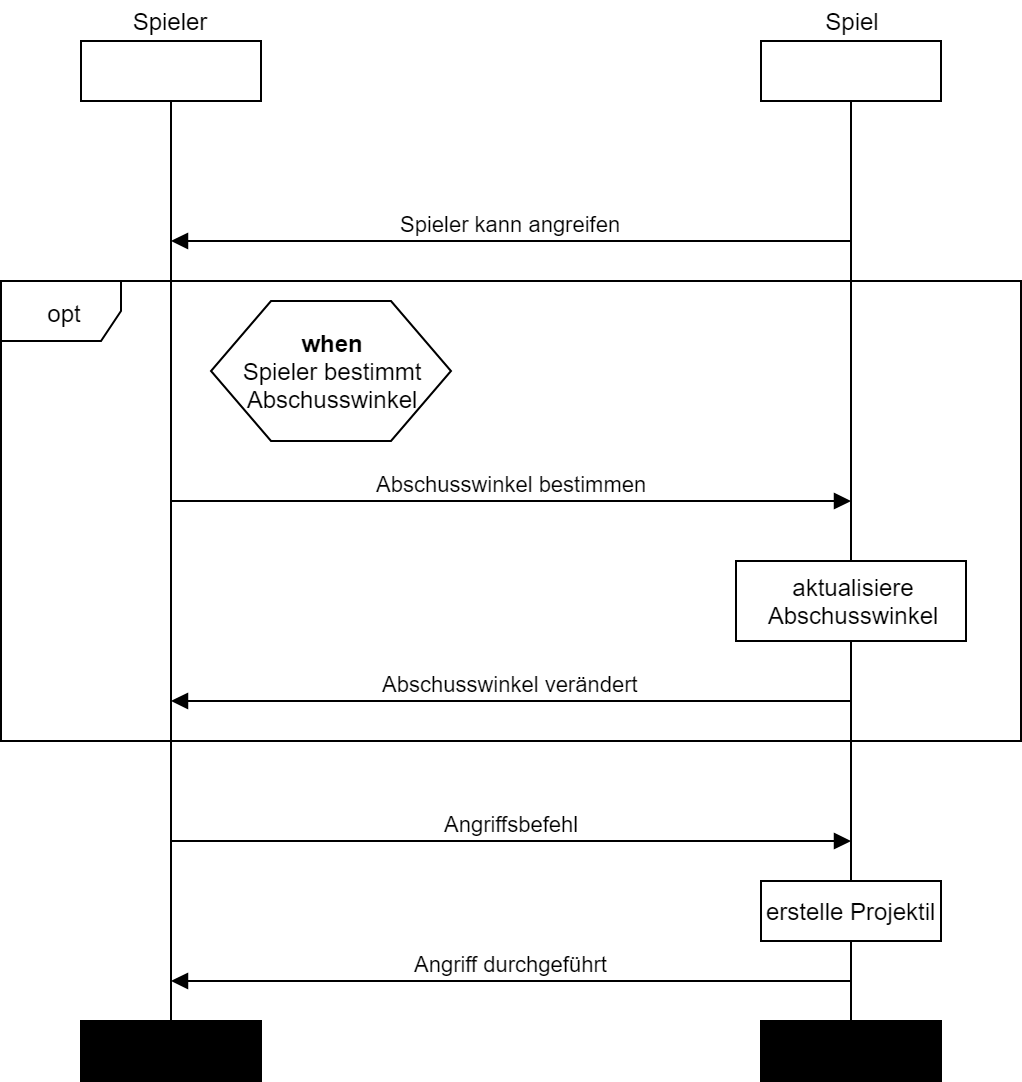 Spieler
Spiel
Spieler kann angreifen
opt
when
Spieler bestimmt
Abschusswinkel
Abschusswinkel bestimmen
aktualisiere
Abschusswinkel
Abschusswinkel verändert
Angriffsbefehl
erstelle Projektil
Angriff durchgeführt